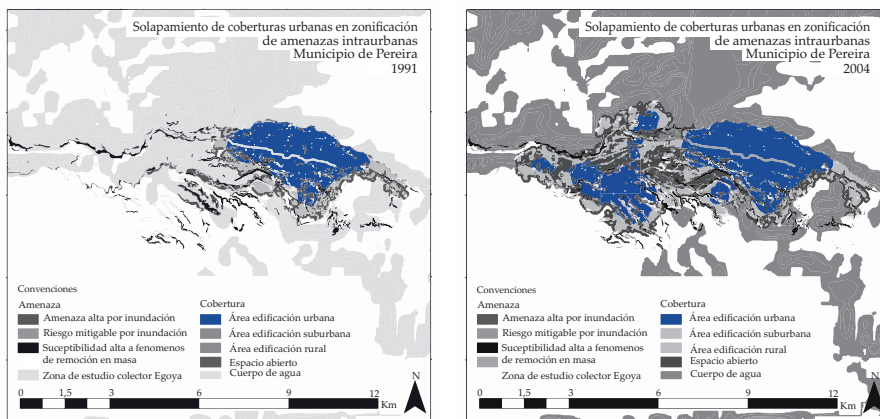 Solapamiento de coberturas urbanas en zonificación
de amenazas intraurbanas
Municipio de Pereira
1991
Convenciones
Amenaza
Amenaza alta por inundación
Riesgo mitigable por inundación
Suceptibilidad alta a fenomenos
de remoción en masa
Zona de estudio colector Egoya
Cobertura
Área edificación urbana
Área edificación suburbana
Área edificación rural
Espacio abierto
Cuerpo de agua
N
0 1,5 3 6 9 12
Km
Solapamiento de coberturas urbanas en zonificación
de amenazas intraurbanas
Municipio de Pereira
2004
Convenciones
Amenaza
Amenaza alta por inundación
Riesgo mitigable por inundación
Suceptibilidad alta a fenomenos
de remoción en masa
Zona de estudio colector Egoya
Cobertura
Área edificación urbana
Área edificación suburbana
Área edificación rural
Espacio abierto
Cuerpo de agua
N
0 1,5 3 6 9 12
Km